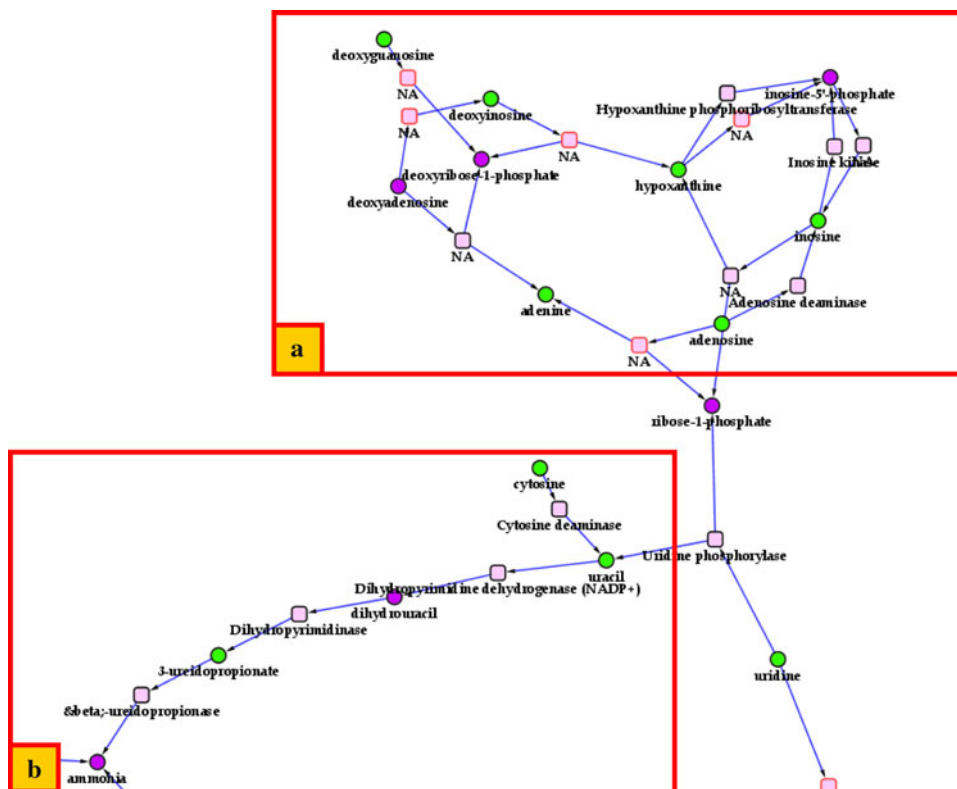 deoxyguanosine
NA
inosine-5'-phosphate
Hypoxanthine phosphoribosyltransferase
deoxyinosine
NA
NA
NA
Inosine kinase
deoxyribose-1-phosphate
hypoxanthine
deoxyadenosine
inosine
NA
NA
Adenosine deaminase
adenine
adenosine
NA
a
ribose-1-phosphate
cytosine
Cytosine deaminase
Uridine phosphorylase
uracil
Dihydropyrimidine dehydrogenase (NADP+)
dihydrouracil
Dihydropyrimidinase
3-ureidopropionate
uridine
&beta;-ureidopropionase
b
ammonia